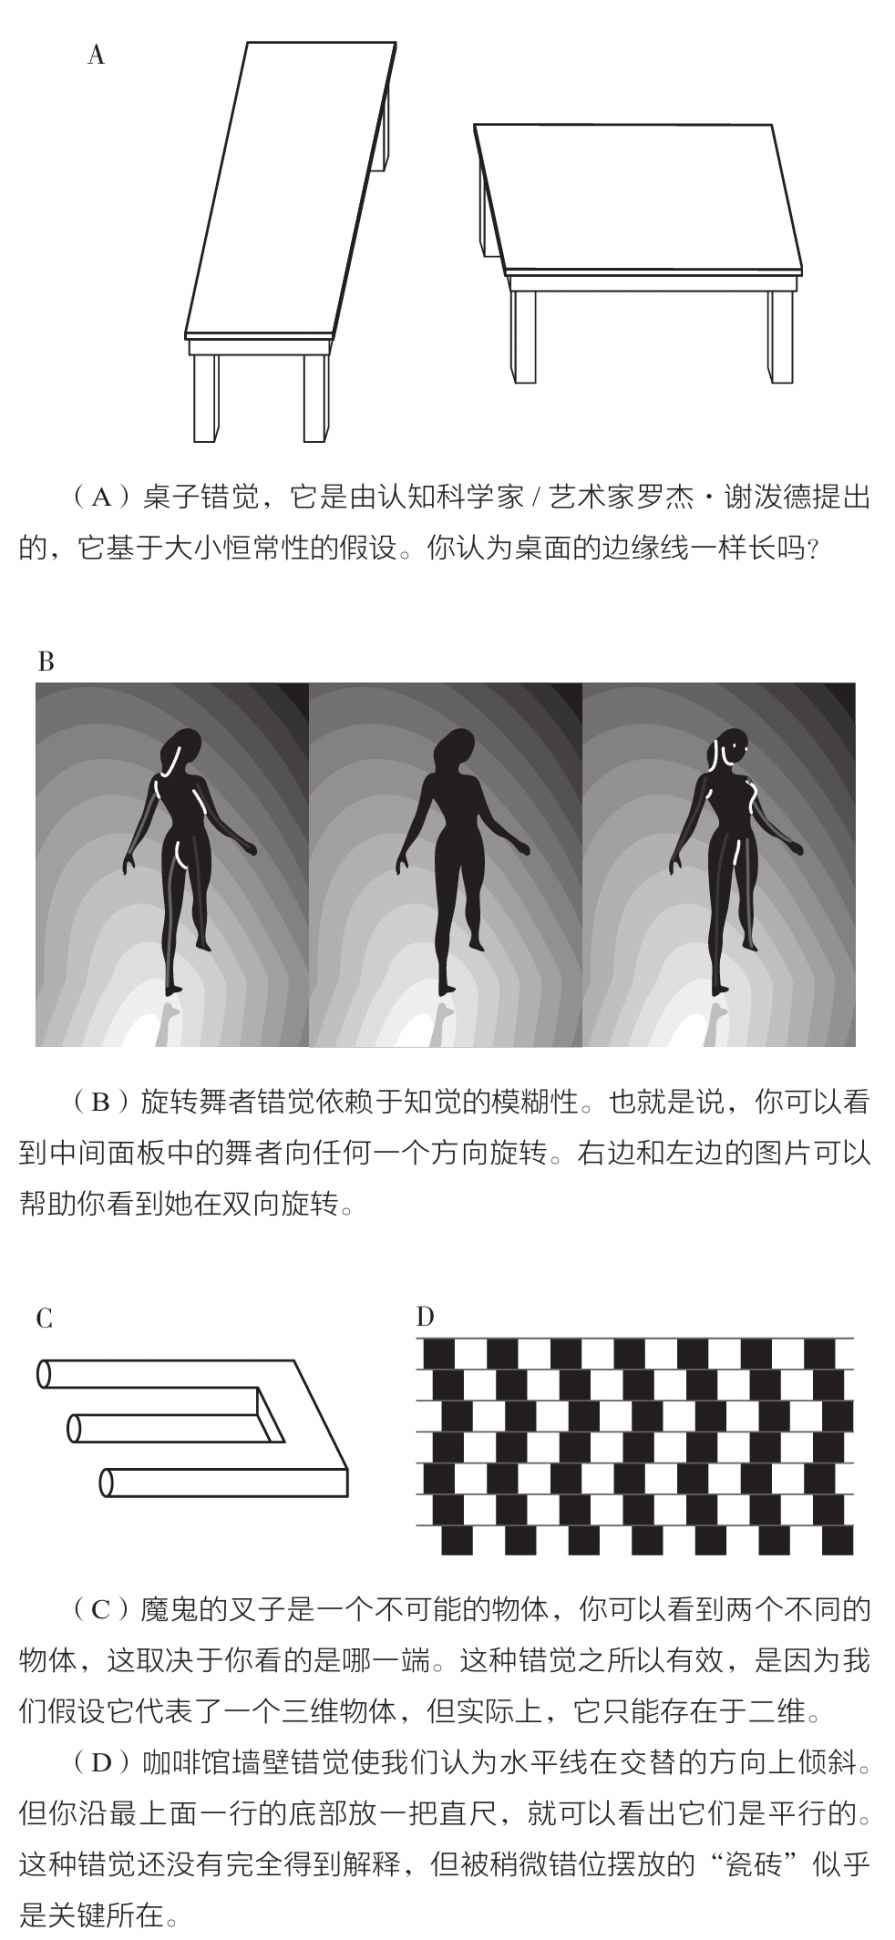 A
（A）桌子错觉，它是由认知科学家/艺术家罗杰·谢泼德提出
的，它基于大小恒常性的假设。你认为桌面的边缘线一样长吗？
B
（B）旋转舞者错觉依赖于知觉的模糊性。也就是说，你可以看
到中间面板中的舞者向任何一个方向旋转。右边和左边的图片可以
帮助你看到她在双向旋转。
C
D
（C）魔鬼的叉子是一个不可能的物体，你可以看到两个不同的
物体，这取决于你看的是哪一端。这种错觉之所以有效，是因为我
们假设它代表了一个三维物体，但实际上，它只能存在于二维。
（D）咖啡馆墙壁错觉使我们认为水平线在交替的方向上倾斜。
但你沿最上面一行的底部放一把直尺，就可以看出它们是平行的。
这种错觉还没有完全得到解释，但被稍微错位摆放的“瓷砖”似乎
是关键所在。